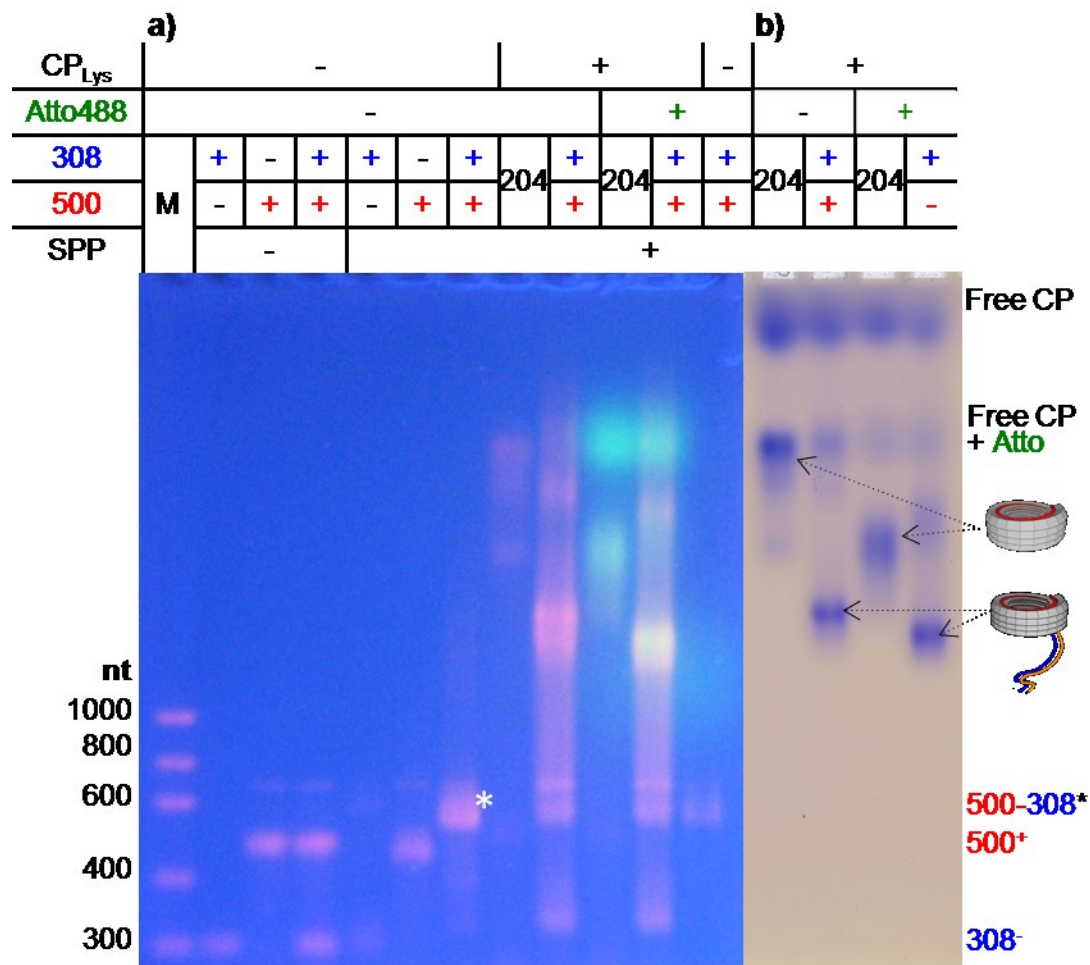 a) b)
CPLys - + - +
Atto488 - + - +
308 + - + + - + + + + + +
500 - + + - + + + + + + -
M 204 204 204 204
SPP - +
Free CP
Free CP
+ Atto
nt
1000
800
600
400
300
500-308*
500⁺
308⁻
*